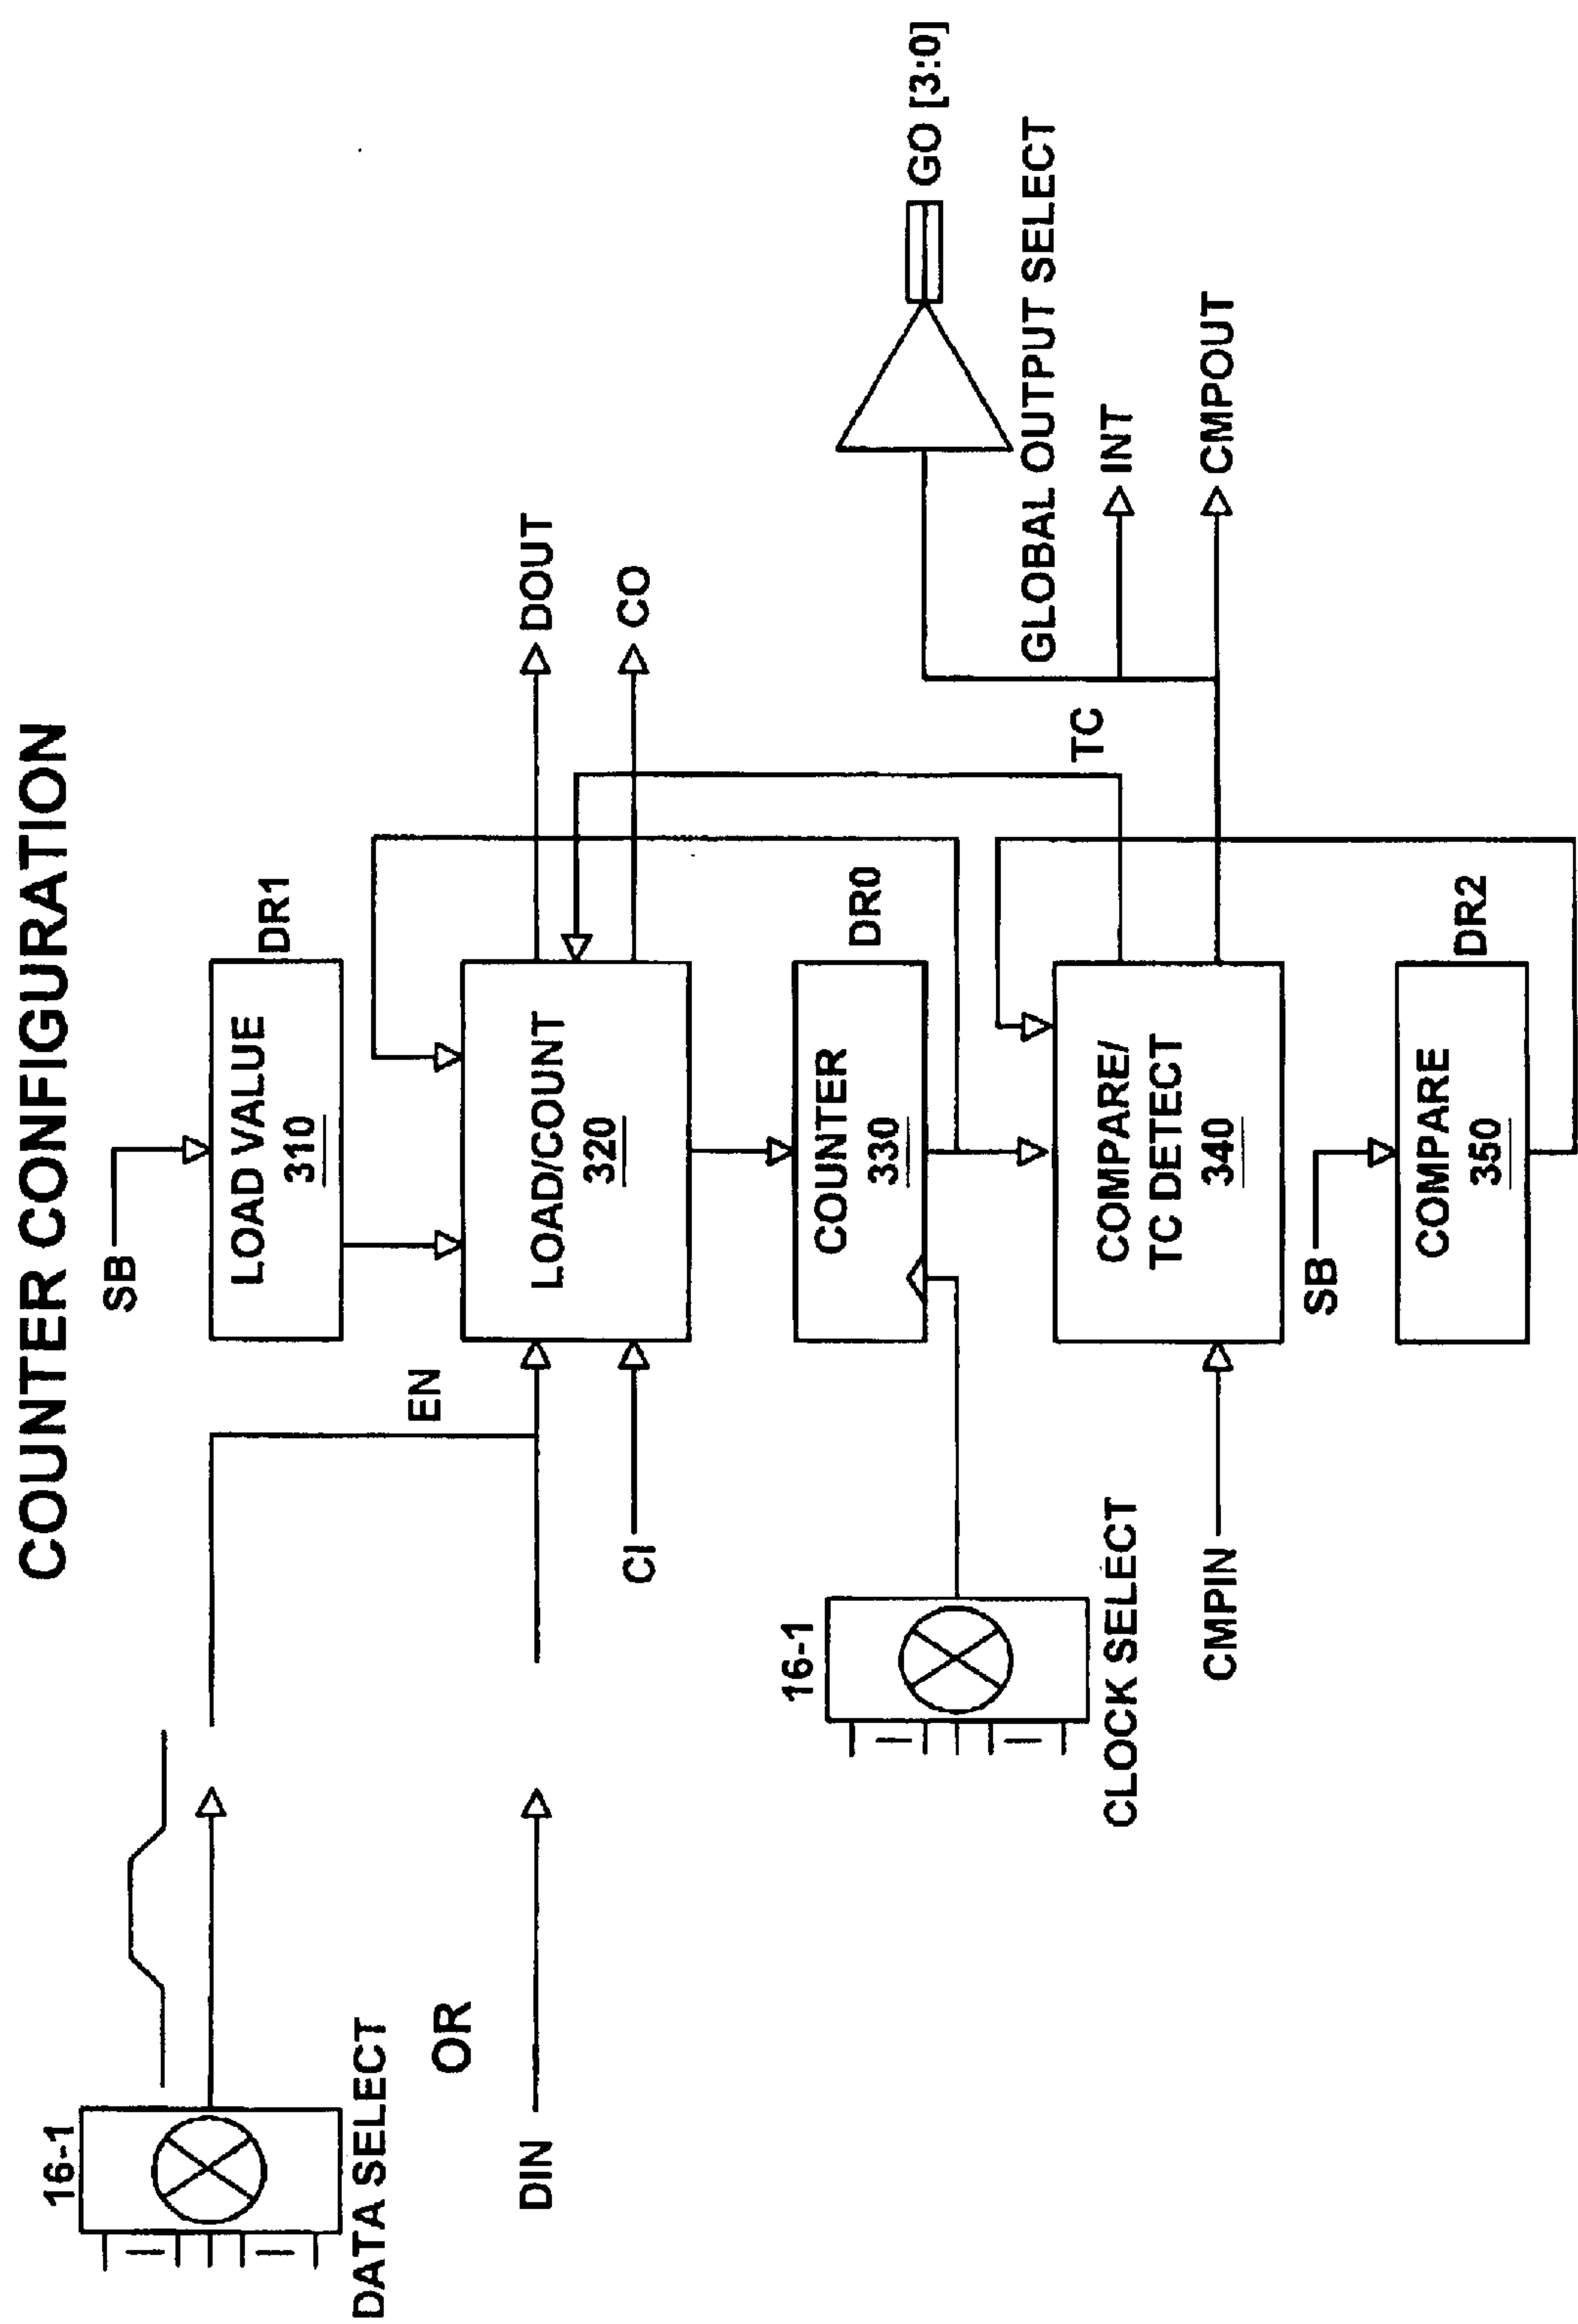 COUNTER CONFIGURATION
16-1
DATA SELECT
OR
DIN
EN
CI
SB
LOAD VALUE
310
DR1
LOAD/COUNT
320
DOUT
CO
16-1
CLOCK SELECT
COUNTER
330
DR0
TC
CMPIN
COMPARE/
TC DETECT
340
SB
COMPARE
350
DR2
GO [3:0]
GLOBAL OUTPUT SELECT
INT
CMPOUT